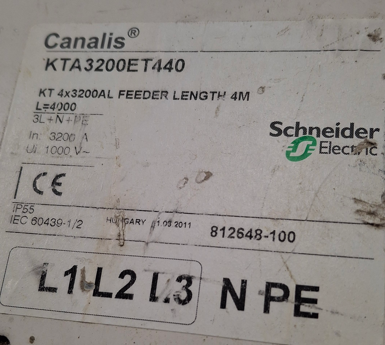 Canalis®
KTA3200ET440
KT 4x3200AL FEEDER LENGTH 4M
L=4000
3L+N+PE
In: 3200 A
Ui: 1000 V~
Schneider
Electric
CE
IP55
IEC 60439-1/2
HUNGARY
.03.2011
812648-100
L1 L2 L3 N PE